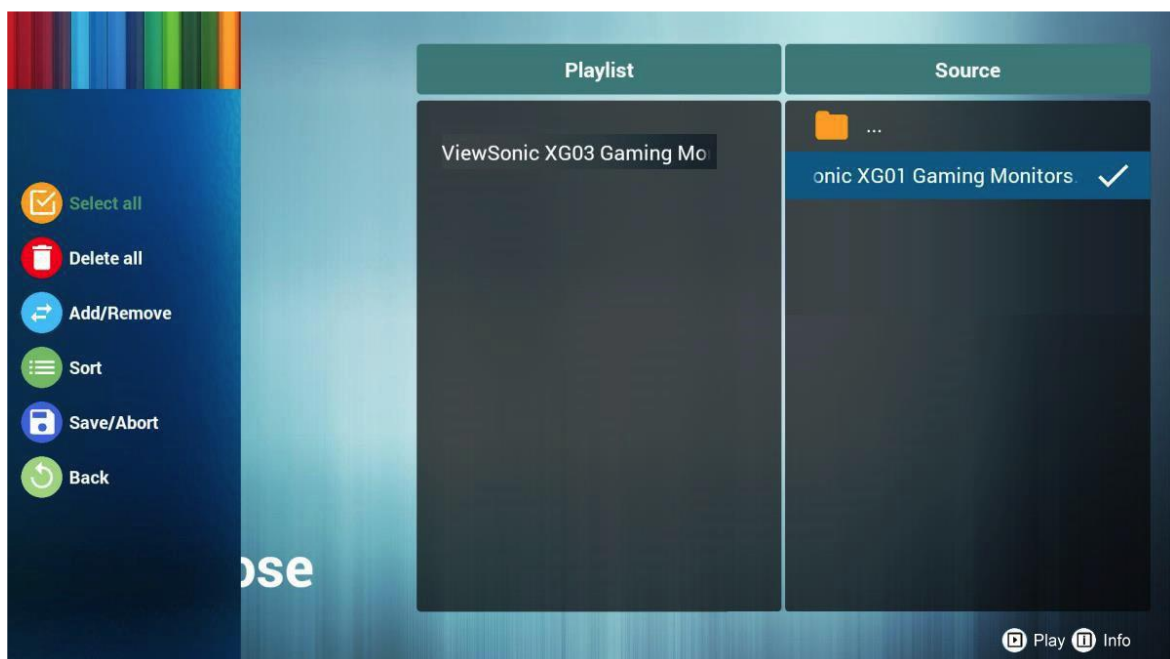 Playlist
Source
...
ViewSonic XG03 Gaming Mo
onic XG01 Gaming Monitors.
Select all
Delete all
Add/Remove
Sort
Save/Abort
Back
ose
Play
Info